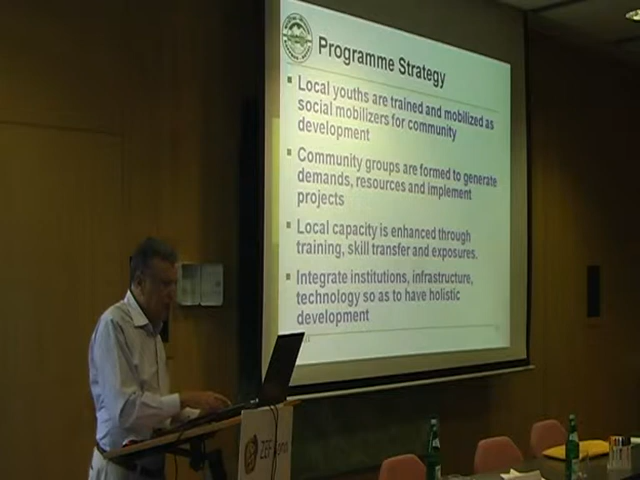 Programme Strategy
Local youths are trained and mobilized as
social mobilizers for community
development
Community groups are formed to generate
demands, resources and implement
projects
Local capacity is enhanced through
training, skill transfer and exposures.
Integrate institutions, infrastructure,
technology so as to have holistic
development
ZEF